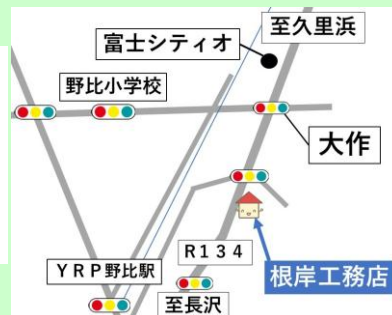 至久里浜
富士シティオ
野比小学校
大作
R134
YRP野比駅
根岸工務店
至長沢